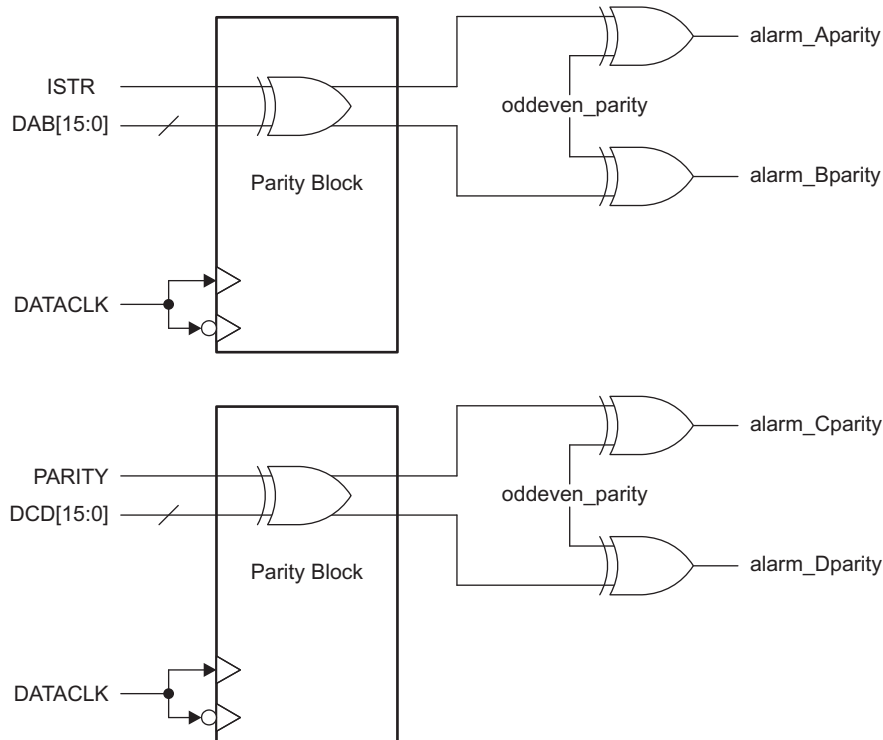 ISTR
DAB[15:0]
Parity Block
DATACLK
oddeven_parity
alarm_Aparity
alarm_Bparity
PARITY
DCD[15:0]
Parity Block
DATACLK
oddeven_parity
alarm_Cparity
alarm_Dparity